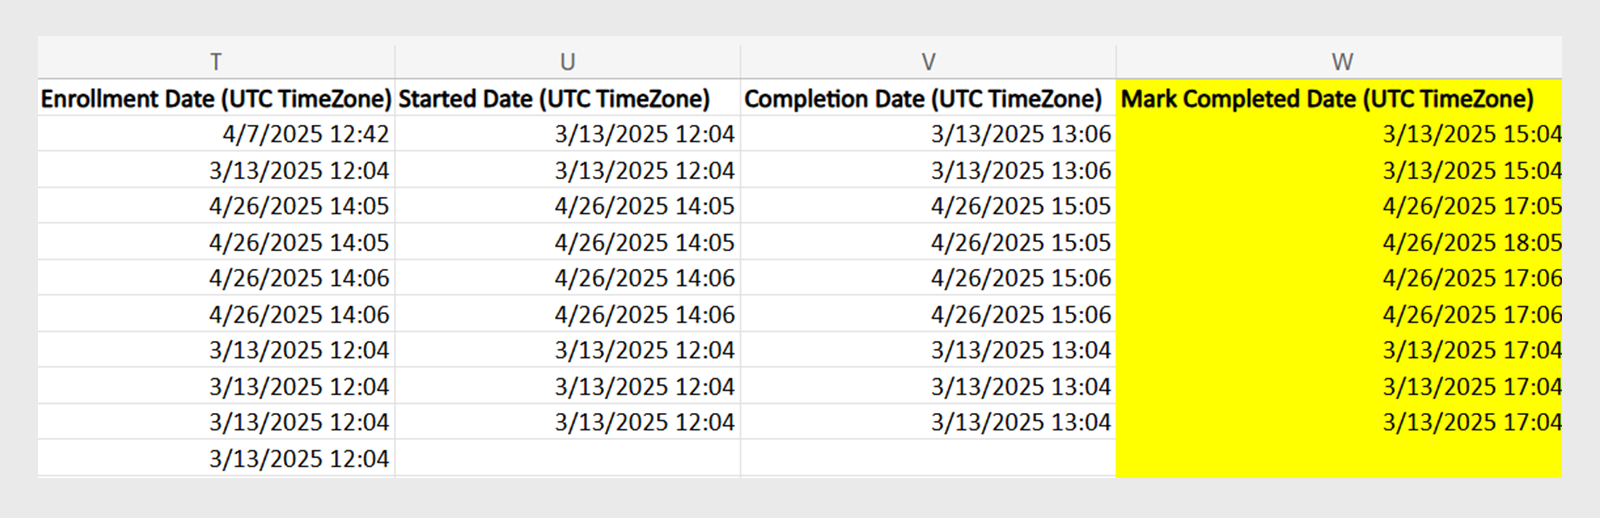 T U V W
Enrollment Date (UTC TimeZone) Started Date (UTC TimeZone) Completion Date (UTC TimeZone) Mark Completed Date (UTC TimeZone)
4/7/2025 12:42 3/13/2025 12:04 3/13/2025 13:06 3/13/2025 15:04
3/13/2025 12:04 3/13/2025 12:04 3/13/2025 13:06 3/13/2025 15:04
4/26/2025 14:05 4/26/2025 14:05 4/26/2025 15:05 4/26/2025 17:05
4/26/2025 14:05 4/26/2025 14:05 4/26/2025 15:05 4/26/2025 18:05
4/26/2025 14:06 4/26/2025 14:06 4/26/2025 15:06 4/26/2025 17:06
4/26/2025 14:06 4/26/2025 14:06 4/26/2025 15:06 4/26/2025 17:06
3/13/2025 12:04 3/13/2025 12:04 3/13/2025 13:04 3/13/2025 17:04
3/13/2025 12:04 3/13/2025 12:04 3/13/2025 13:04 3/13/2025 17:04
3/13/2025 12:04 3/13/2025 12:04 3/13/2025 13:04 3/13/2025 17:04
3/13/2025 12:04